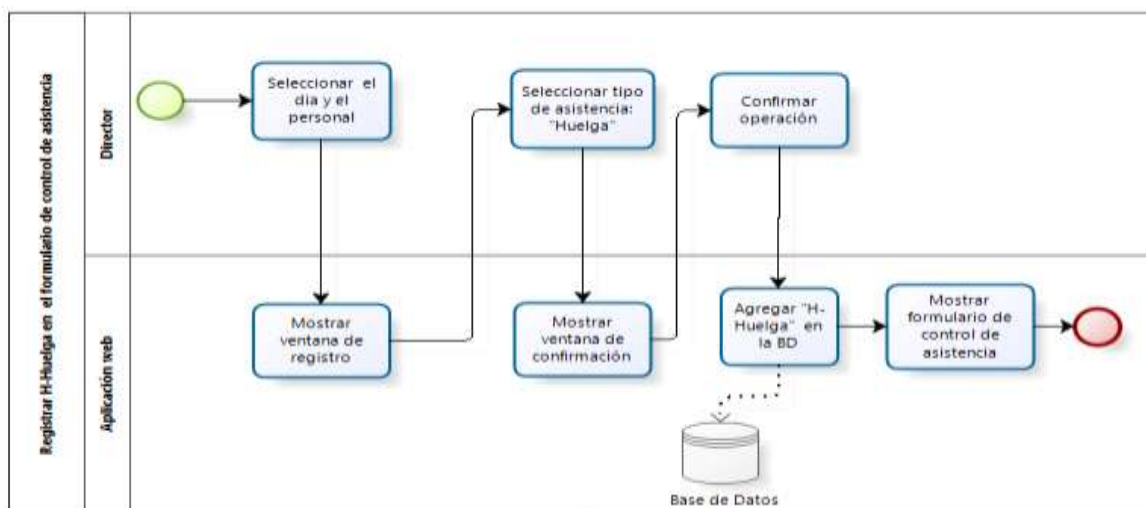 Registrar H-Huelga en el formulario de control de asistencia
Director
Seleccionar el
dia y el
personal
Seleccionar tipo
de asistencia:
"Huelga"
Confirmar
operación
Aplicación web
Mostrar
ventana de
registro
Mostrar
ventana de
confirmación
Agregar "H-
Huelga" en
la BD
Mostrar
formulario de
control de
asistencia
Base de Datos